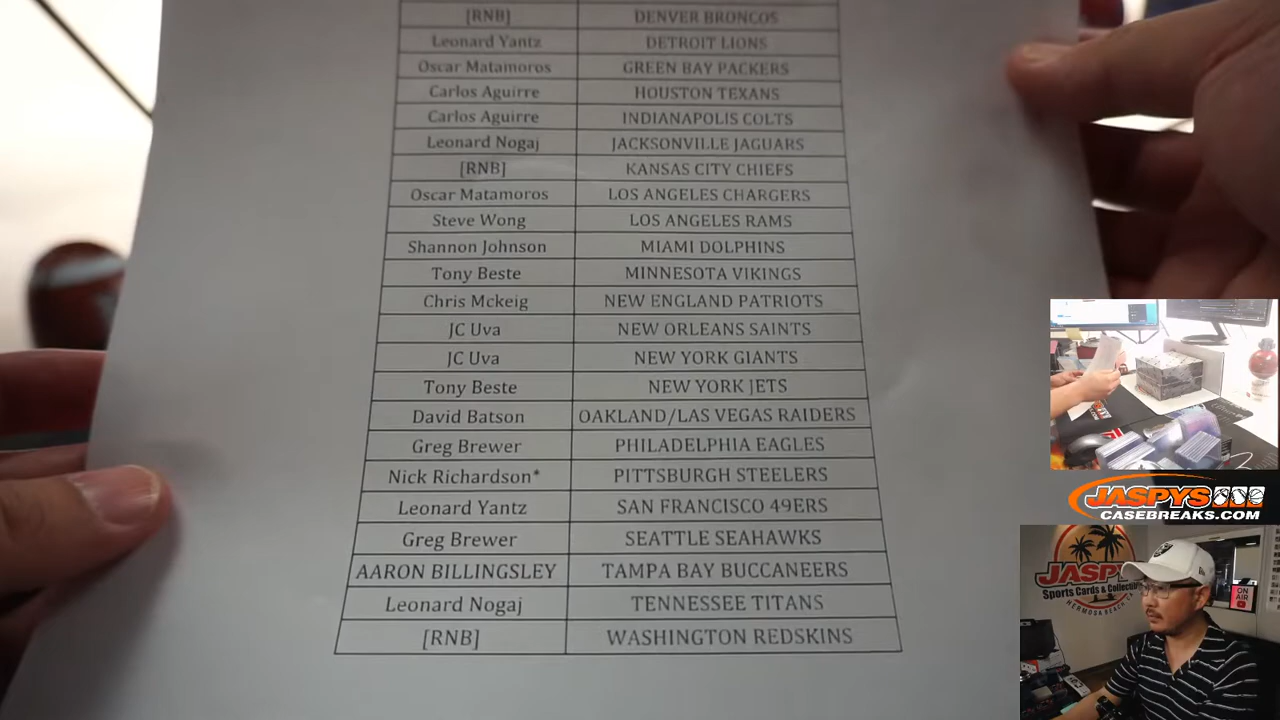 [RNB] DENVER BRONCOS
Leonard Yantz DETROIT LIONS
Oscar Matamoros GREEN BAY PACKERS
Carlos Aguirre HOUSTON TEXANS
Carlos Aguirre INDIANAPOLIS COLTS
Leonard Nogaj JACKSONVILLE JAGUARS
[RNB] KANSAS CITY CHIEFS
Oscar Matamoros LOS ANGELES CHARGERS
Steve Wong LOS ANGELES RAMS
Shannon Johnson MIAMI DOLPHINS
Tony Beste MINNESOTA VIKINGS
Chris Mckeig NEW ENGLAND PATRIOTS
JC Uva NEW ORLEANS SAINTS
JC Uva NEW YORK GIANTS
Tony Beste NEW YORK JETS
David Batson OAKLAND/LAS VEGAS RAIDERS
Greg Brewer PHILADELPHIA EAGLES
Nick Richardson* PITTSBURGH STEELERS
Leonard Yantz SAN FRANCISCO 49ERS
Greg Brewer SEATTLE SEAHAWKS
AARON BILLINGSLEY TAMPA BAY BUCCANEERS
Leonard Nogaj TENNESSEE TITANS
[RNB] WASHINGTON REDSKINS
JASPYS
CASEBREAKS.COM
JASPY
Sports Cards & Collectib
HERMOSA BEACH, CA
ON
AIR